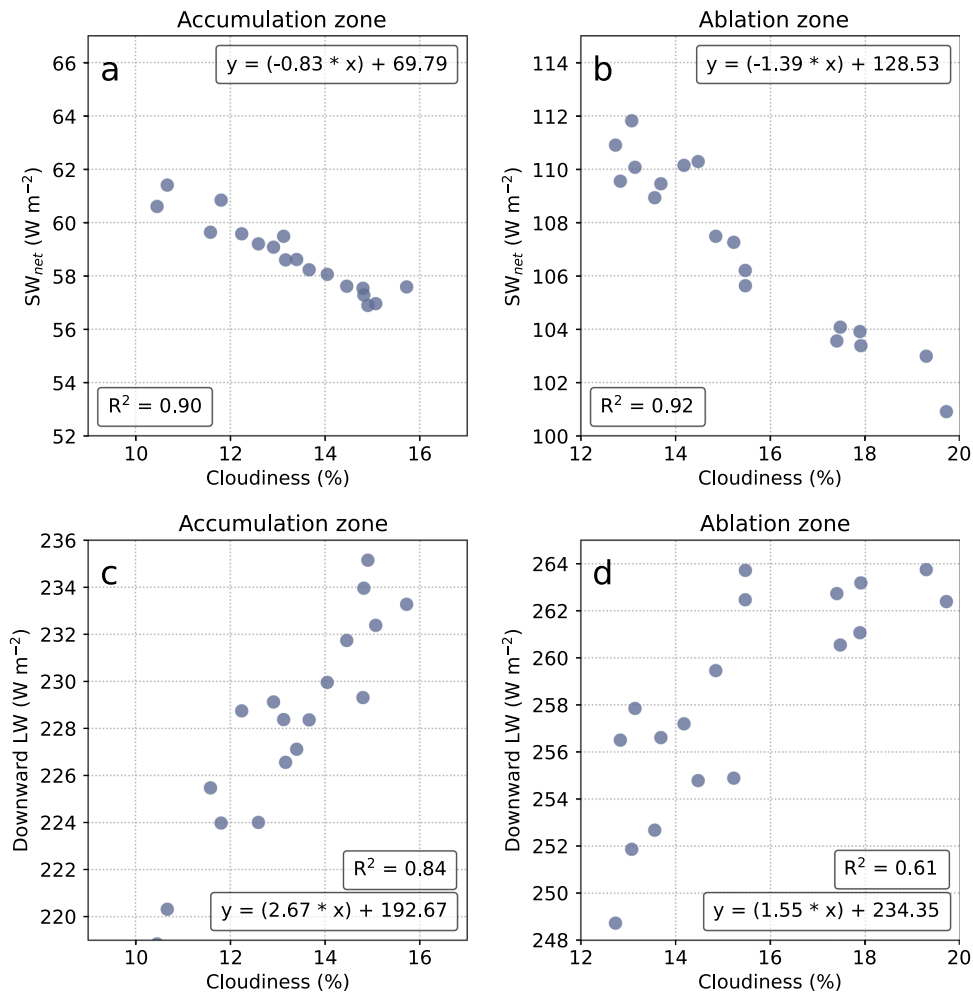 Accumulation zone
a
y = (-0.83 * x) + 69.79
66
64
62
60
58
56
54
52
SW_net (W m⁻²)
R² = 0.90
10 12 14 16
Cloudiness (%)
Ablation zone
b
y = (-1.39 * x) + 128.53
114
112
110
108
106
104
102
100
SW_net (W m⁻²)
R² = 0.92
12 14 16 18 20
Cloudiness (%)
Accumulation zone
c
236
234
232
230
228
226
224
222
220
Downward LW (W m⁻²)
R² = 0.84
y = (2.67 * x) + 192.67
10 12 14 16
Cloudiness (%)
Ablation zone
d
264
262
260
258
256
254
252
250
248
Downward LW (W m⁻²)
R² = 0.61
y = (1.55 * x) + 234.35
12 14 16 18 20
Cloudiness (%)